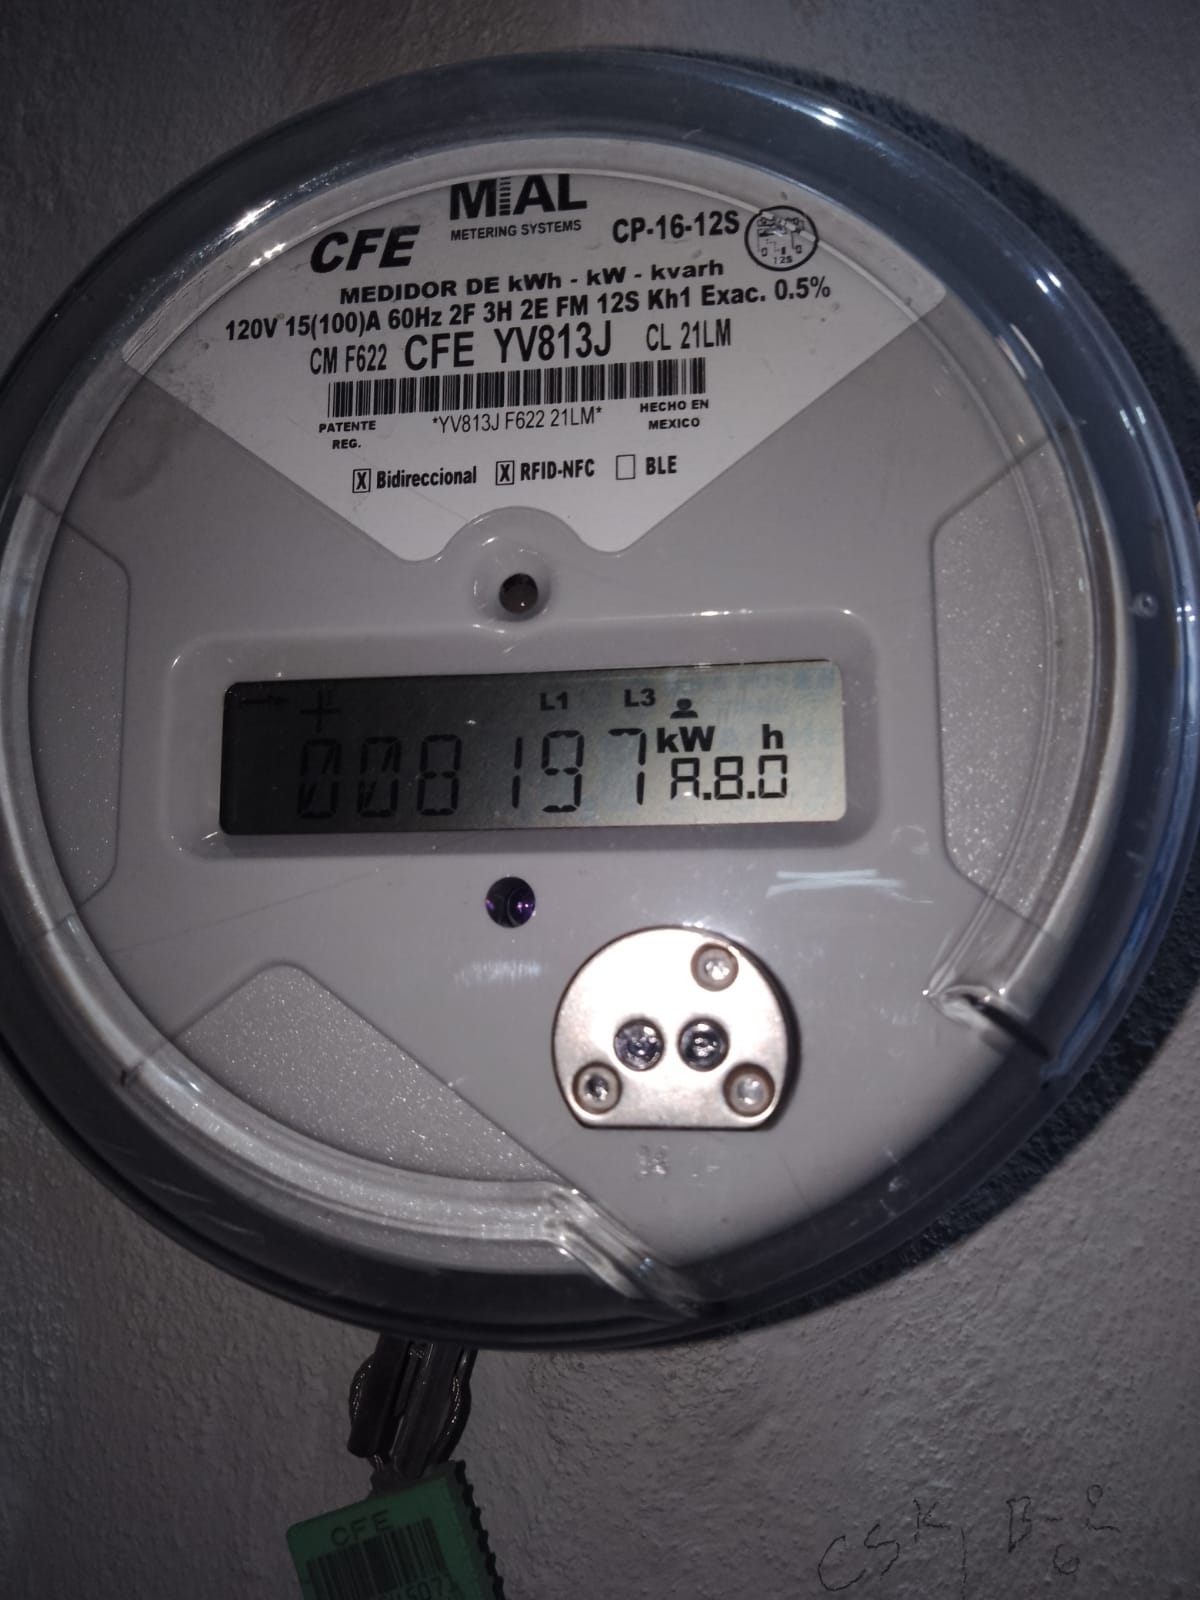 MIAL
METERING SYSTEMS
CFE
CP-16-12S
12S
MEDIDOR DE kWh - kW - kvarh
120V 15(100)A 60Hz 2F 3H 2E FM 12S Kh1 Exac. 0.5%
CM F622 CFE YV813J CL 21LM
PATENTE REG.
*YV813J F622 21LM*
HECHO EN MEXICO
X Bidireccional X RFID-NFC BLE
L1 L3
008197 kW h
A.8.0
CFE